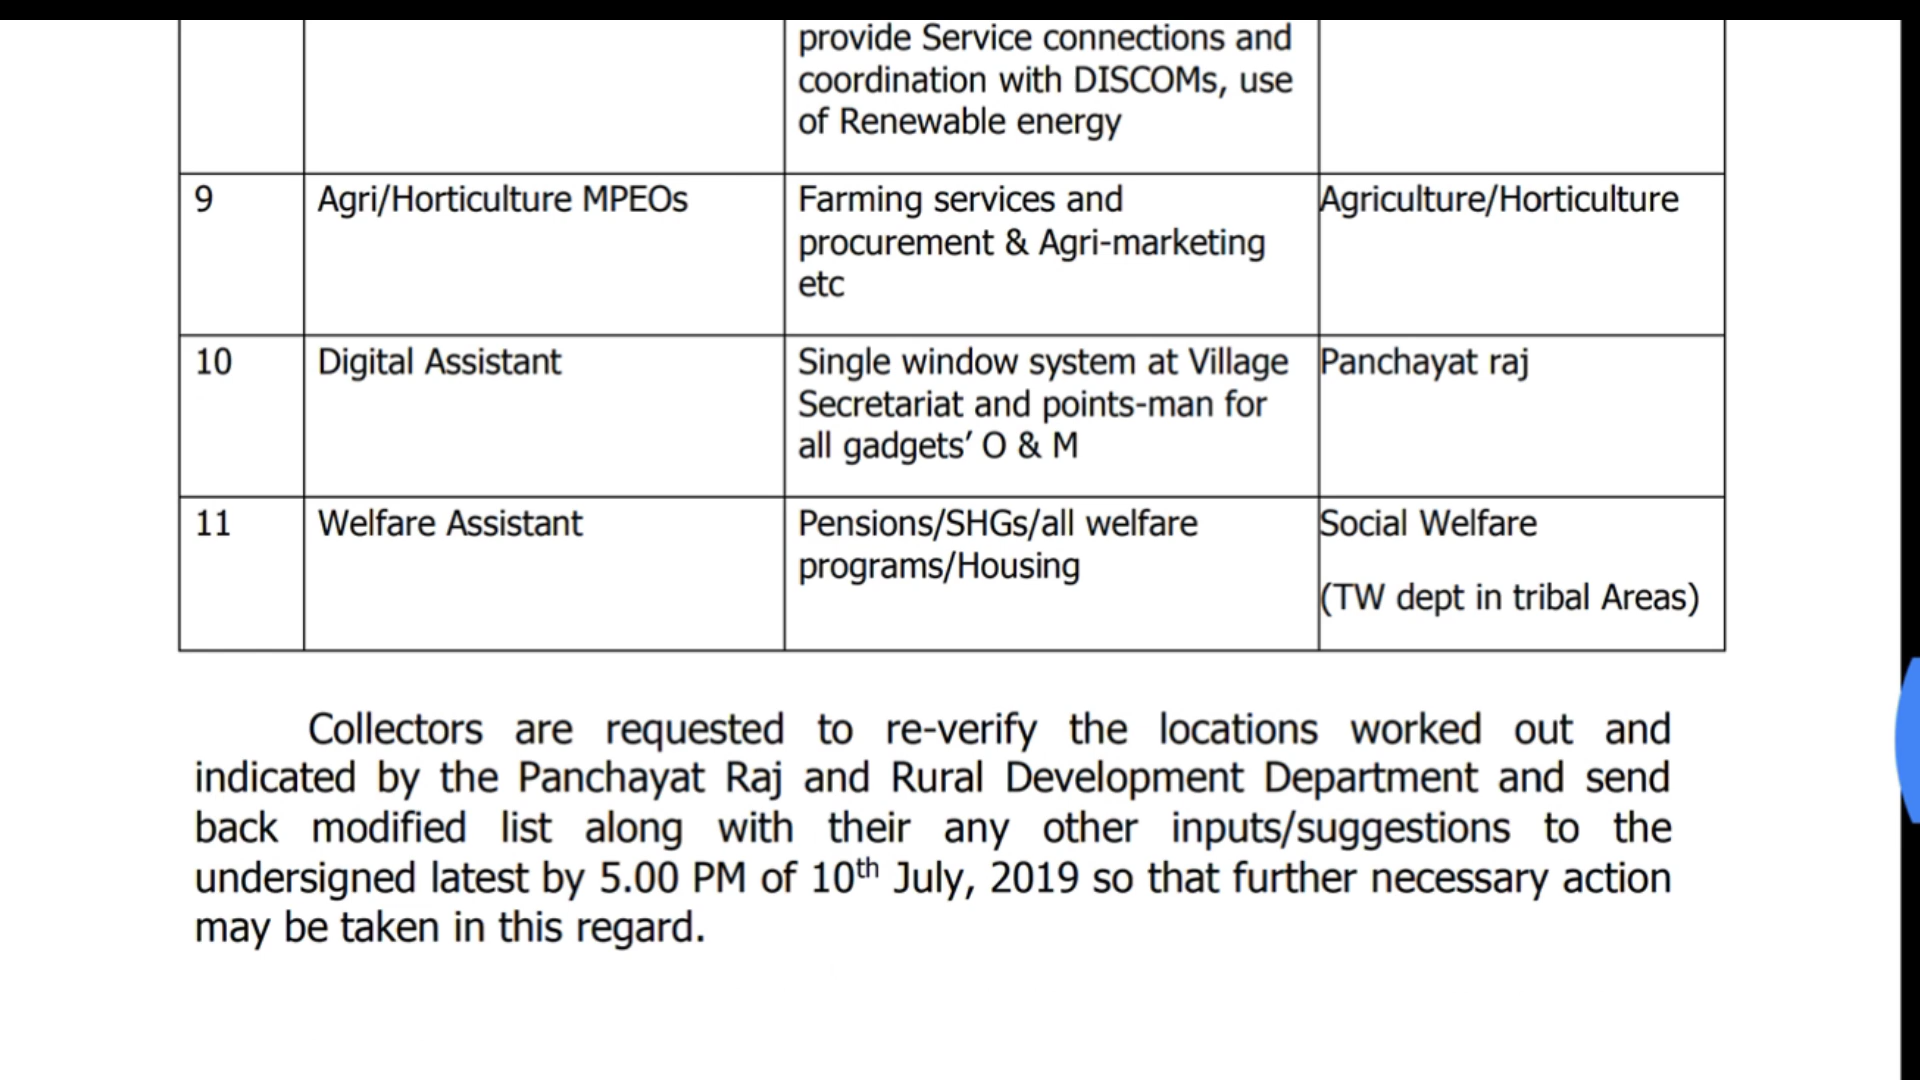 provide Service connections and
coordination with DISCOMs, use
of Renewable energy
9 Agri/Horticulture MPEOs Farming services and Agriculture/Horticulture
procurement & Agri-marketing
etc
10 Digital Assistant Single window system at Village Panchayat raj
Secretariat and points-man for
all gadgets’ O & M
11 Welfare Assistant Pensions/SHGs/all welfare Social Welfare
programs/Housing
(TW dept in tribal Areas)
Collectors are requested to re-verify the locations worked out and
indicated by the Panchayat Raj and Rural Development Department and send
back modified list along with their any other inputs/suggestions to the
undersigned latest by 5.00 PM of 10th July, 2019 so that further necessary action
may be taken in this regard.